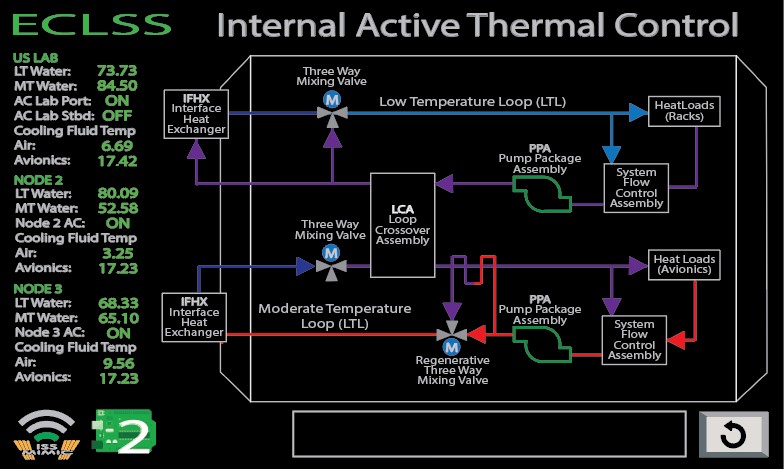 ECLSS
Internal Active Thermal Control
US LAB
LT Water: 73.73
MT Water: 84.50
AC Lab Port: ON
AC Lab Stbd: OFF
Cooling Fluid Temp
Air: 6.69
Avionics: 17.42
NODE 2
LT Water: 80.09
MT Water: 52.58
Node 2 AC: ON
Cooling Fluid Temp
Air: 3.25
Avionics: 17.23
NODE 3
LT Water: 68.33
MT Water: 65.10
Node 3 AC: ON
Cooling Fluid Temp
Air: 9.56
Avionics: 17.23
IFHX
Interface
Heat
Exchanger
Three Way
Mixing Valve
M
Low Temperature Loop (LTL)
HeatLoads
(Racks)
PPA
Pump Package
Assembly
System
Flow
Control
Assembly
LCA
Loop
Crossover
Assembly
Three Way
Mixing Valve
M
Heat Loads
(Avionics)
IFHX
Interface
Heat
Exchanger
Moderate Temperature
Loop (LTL)
PPA
Pump Package
Assembly
System
Flow
Control
Assembly
M
Regenerative
Three Way
Mixing Valve
ISS
MIMIC
2